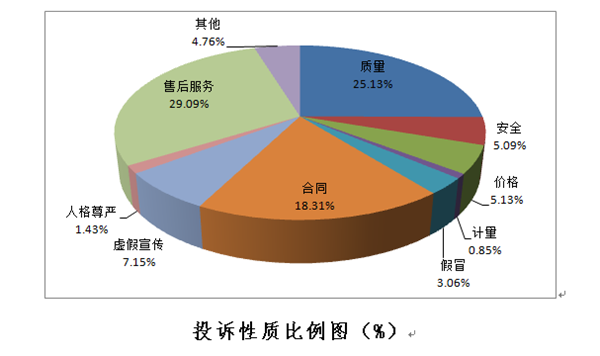 其他
4.76%
质量
25.13%
售后服务
29.09%
安全
5.09%
价格
5.13%
合同
18.31%
人格尊严
1.43%
计量
0.85%
虚假宣传
7.15%
假冒
3.06%
投诉性质比例图（%）